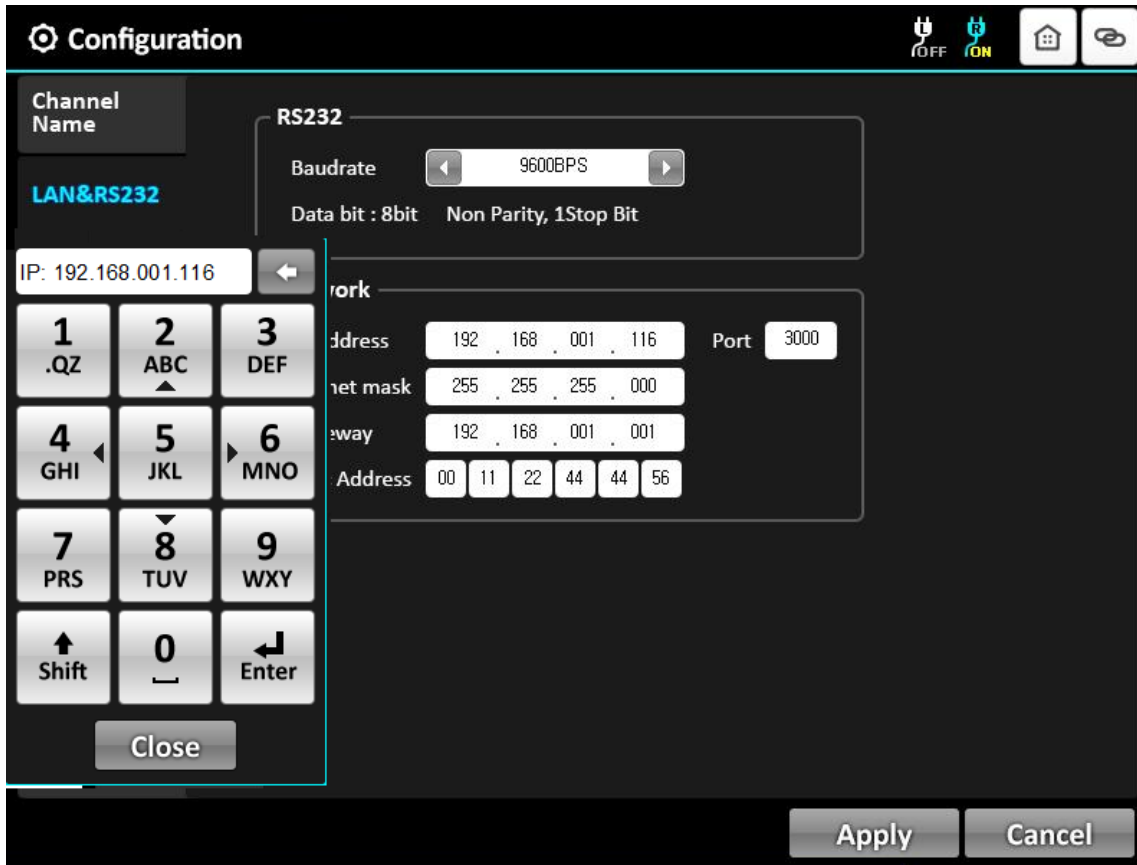 Configuration
L
OFF
R
ON
Channel
Name
LAN&RS232
RS232
Baudrate 9600BPS
Data bit : 8bit Non Parity, 1Stop Bit
IP: 192.168.001.116
1
.QZ
2
ABC
3
DEF
4
GHI
5
JKL
6
MNO
7
PRS
8
TUV
9
WXY
Shift
0
Enter
Close
work
ddress 192 . 168 . 001 . 116 Port 3000
net mask 255 . 255 . 255 . 000
eway 192 . 168 . 001 . 001
Address 00 11 22 44 44 56
Apply Cancel